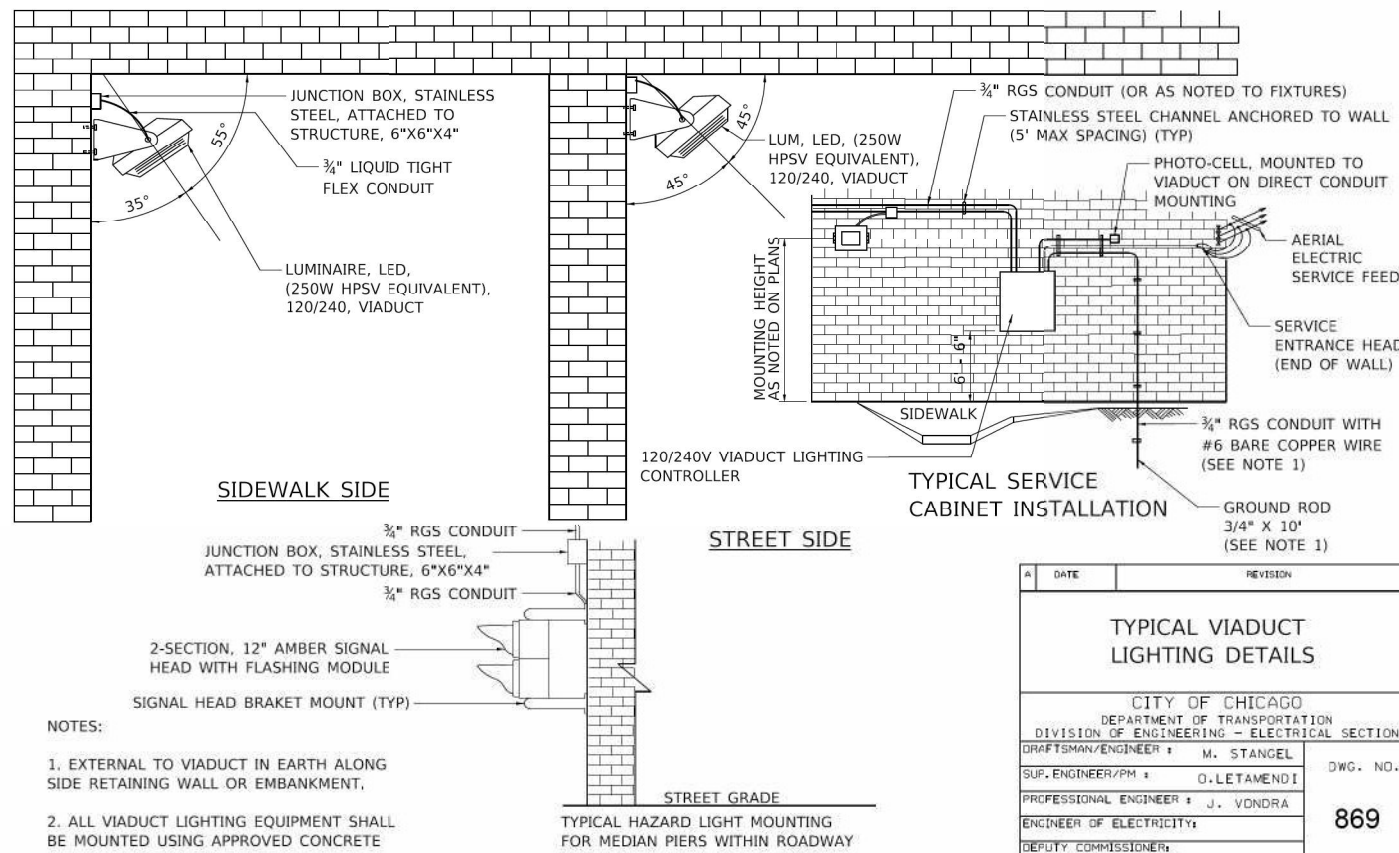 JUNCTION BOX, STAINLESS
STEEL, ATTACHED TO
STRUCTURE, 6"X6"X4"
55°
¾" LIQUID TIGHT
FLEX CONDUIT
35°
LUMINAIRE, LED,
(250W HPSV EQUIVALENT),
120/240, VIADUCT
SIDEWALK SIDE
45°
45°
LUM, LED, (250W
HPSV EQUIVALENT),
120/240, VIADUCT
STREET SIDE
¾" RGS CONDUIT (OR AS NOTED TO FIXTURES)
STAINLESS STEEL CHANNEL ANCHORED TO WALL
(5' MAX SPACING) (TYP)
PHOTO-CELL, MOUNTED TO
VIADUCT ON DIRECT CONDUIT
MOUNTING
AERIAL
ELECTRIC
SERVICE FEED
SERVICE
ENTRANCE HEAD
(END OF WALL)
MOUNTING HEIGHT
AS NOTED ON PLANS
6' - 6"
SIDEWALK
120/240V VIADUCT LIGHTING
CONTROLLER
¾" RGS CONDUIT WITH
#6 BARE COPPER WIRE
(SEE NOTE 1)
GROUND ROD
3/4" X 10'
(SEE NOTE 1)
TYPICAL SERVICE
CABINET INSTALLATION
¾" RGS CONDUIT
JUNCTION BOX, STAINLESS STEEL,
ATTACHED TO STRUCTURE, 6"X6"X4"
¾" RGS CONDUIT
2-SECTION, 12" AMBER SIGNAL
HEAD WITH FLASHING MODULE
SIGNAL HEAD BRAKET MOUNT (TYP)
STREET GRADE
TYPICAL HAZARD LIGHT MOUNTING
FOR MEDIAN PIERS WITHIN ROADWAY
NOTES:
1. EXTERNAL TO VIADUCT IN EARTH ALONG
SIDE RETAINING WALL OR EMBANKMENT,
2. ALL VIADUCT LIGHTING EQUIPMENT SHALL
BE MOUNTED USING APPROVED CONCRETE
A DATE REVISION
TYPICAL VIADUCT
LIGHTING DETAILS
CITY OF CHICAGO
DEPARTMENT OF TRANSPORTATION
DIVISION OF ENGINEERING - ELECTRICAL SECTION
DRAFTSMAN/ENGINEER : M. STANGEL
SUP. ENGINEER/PM : O.LETAMENDI
PROFESSIONAL ENGINEER : J. VONDRA
ENGINEER OF ELECTRICITY:
DEPUTY COMMISSIONER:
DWG. NO.
869